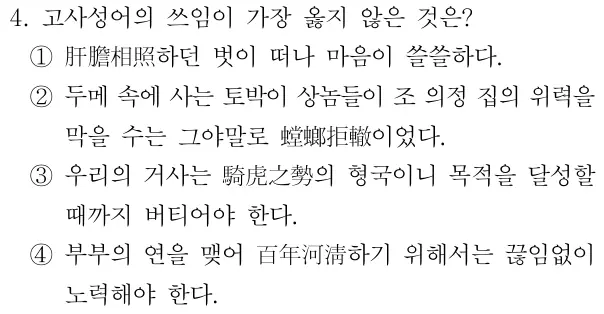 4. 고사성어의 쓰임이 가장 옳지 않은 것은?
① 肝膽相照하던 벗이 떠나 마음이 쓸쓸하다.
② 두메 속에 사는 토박이 상놈들이 조 의정 집의 위력을
막을 수는 그야말로 螳螂拒轍이었다.
③ 우리의 거사는 騎虎之勢의 형국이니 목적을 달성할
때까지 버티어야 한다.
④ 부부의 연을 맺어 百年河淸하기 위해서는 끊임없이
노력해야 한다.